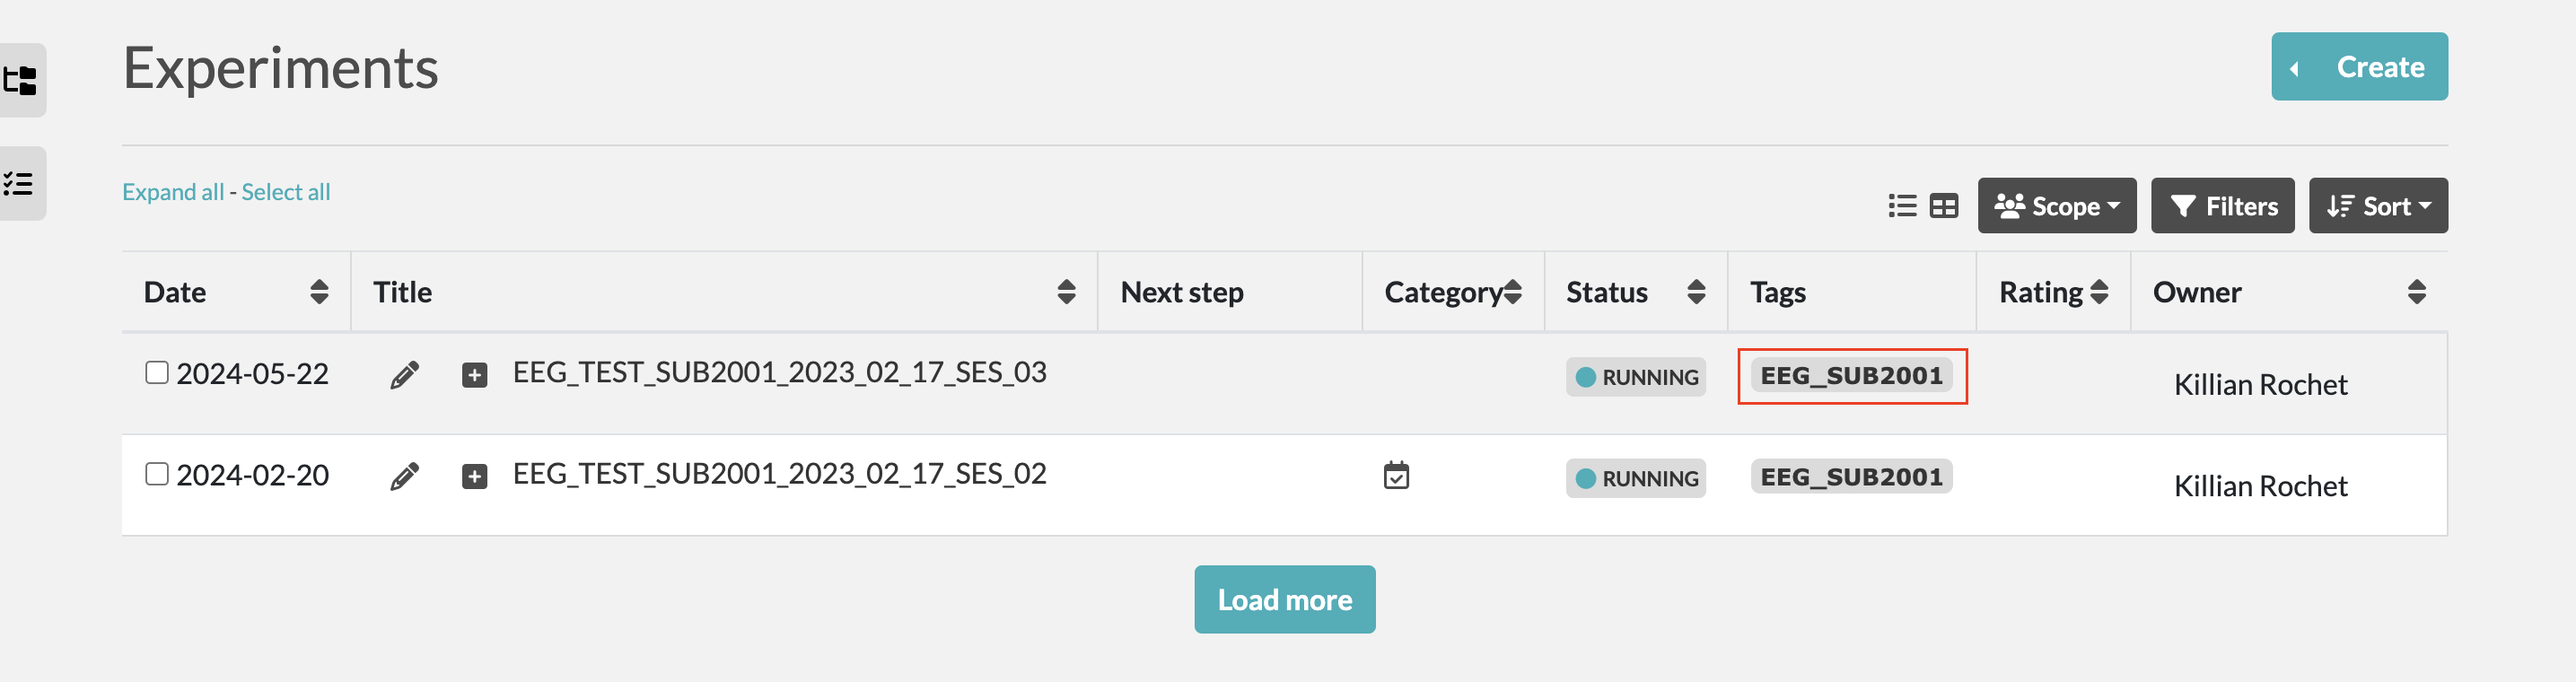 Experiments
Create
Expand all - Select all
Scope
Filters
Sort
Date Title Next step Category Status Tags Rating Owner
2024-05-22 EEG_TEST_SUB2001_2023_02_17_SES_03 RUNNING EEG_SUB2001 Killian Rochet
2024-02-20 EEG_TEST_SUB2001_2023_02_17_SES_02 RUNNING EEG_SUB2001 Killian Rochet
Load more